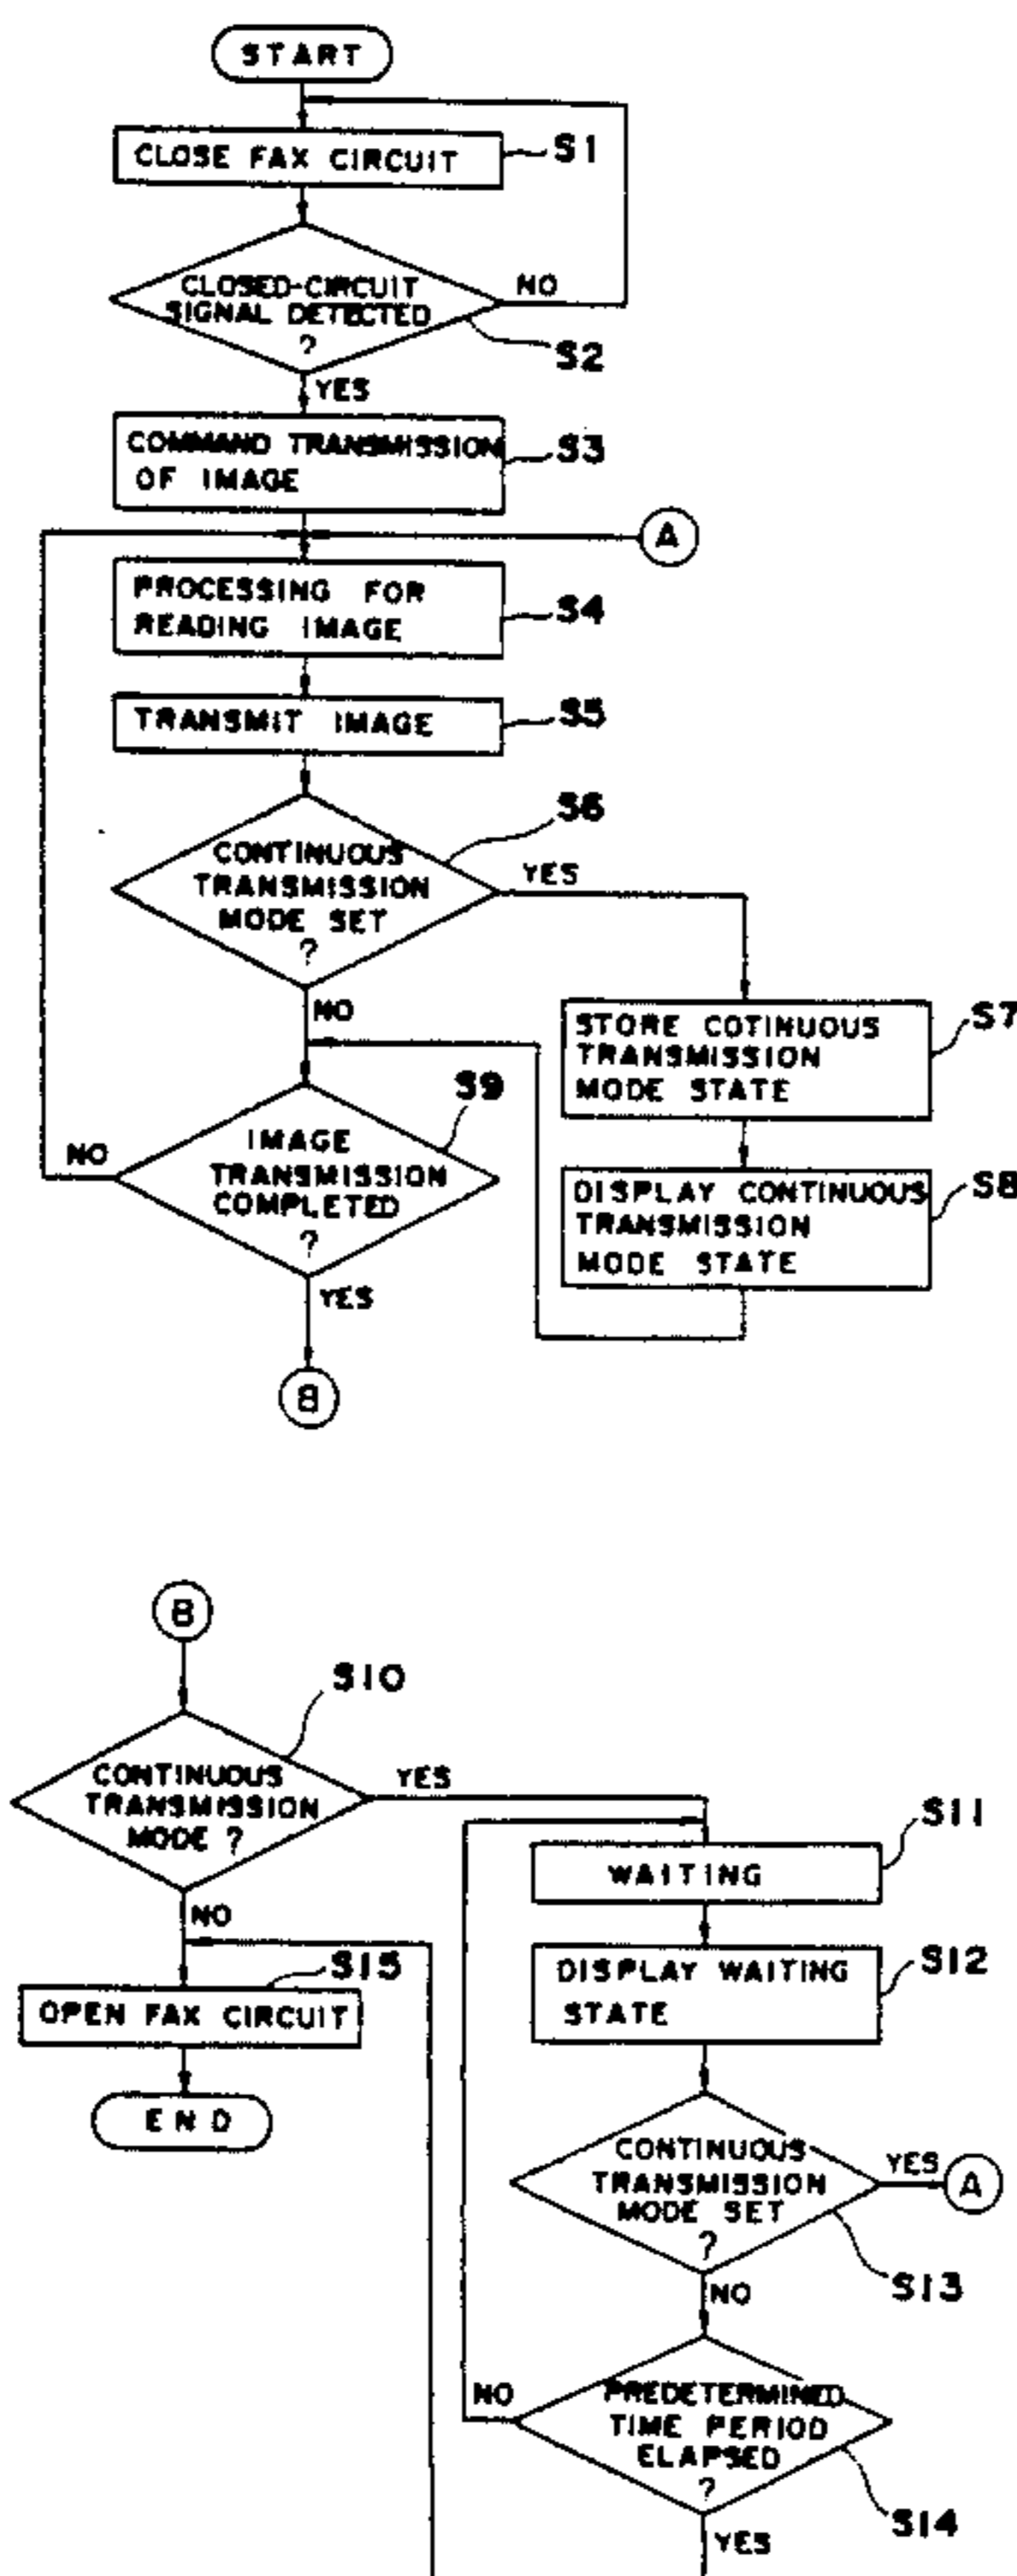 START
CLOSE FAX CIRCUIT
S1
CLOSED-CIRCUIT
SIGNAL DETECTED
?
NO
S2
YES
COMMAND TRANSMISSION
OF IMAGE
S3
A
PROCESSING FOR
READING IMAGE
S4
TRANSMIT IMAGE
S5
S6
CONTINUOUS
TRANSMISSION
MODE SET
?
YES
NO
STORE COTINUOUS
TRANSMISSION
MODE STATE
S7
S9
IMAGE
TRANSMISSION
COMPLETED
?
NO
DISPLAY CONTINUOUS
TRANSMISSION
MODE STATE
S8
YES
B
B
S10
CONTINUOUS
TRANSMISSION
MODE ?
YES
S11
WAITING
NO
S15
OPEN FAX CIRCUIT
DISPLAY WAITING
STATE
S12
END
CONTINUOUS
TRANSMISSION
MODE SET
?
YES
A
S13
NO
PREDETERMINED
TIME PERIOD
ELAPSED
?
NO
S14
YES